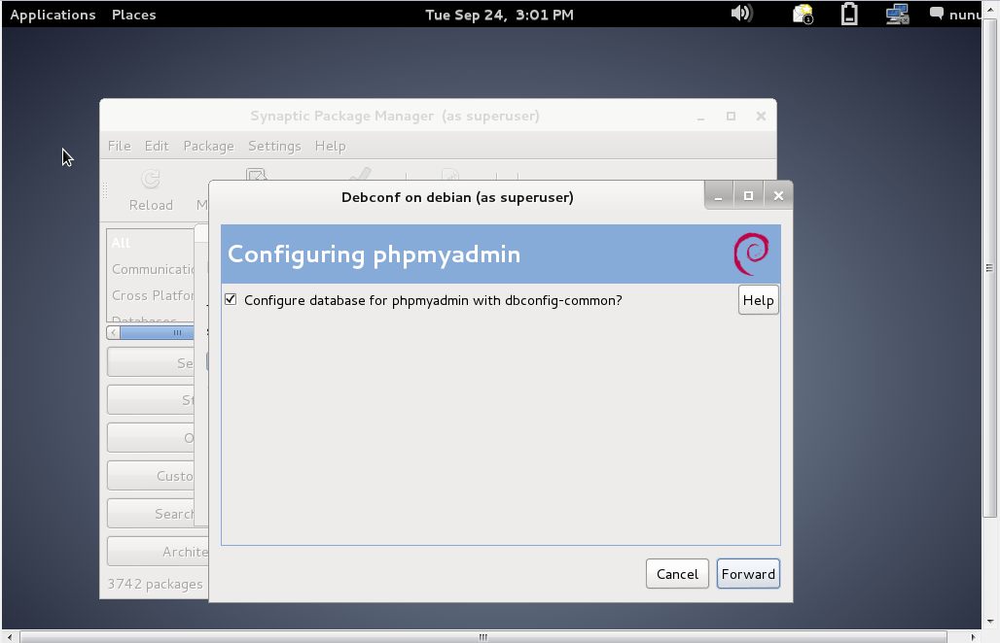 Applications Places Tue Sep 24, 3:01 PM 1 nunu
Synaptic Package Manager (as superuser)
File Edit Package Settings Help
Reload M
Debconf on debian (as superuser)
All
Communicatio
Cross Platfor
Databases
Configuring phpmyadmin
Configure database for phpmyadmin with dbconfig-common?
Help
Se
St
O
Custo
Search
Archite
3742 packages
Cancel Forward